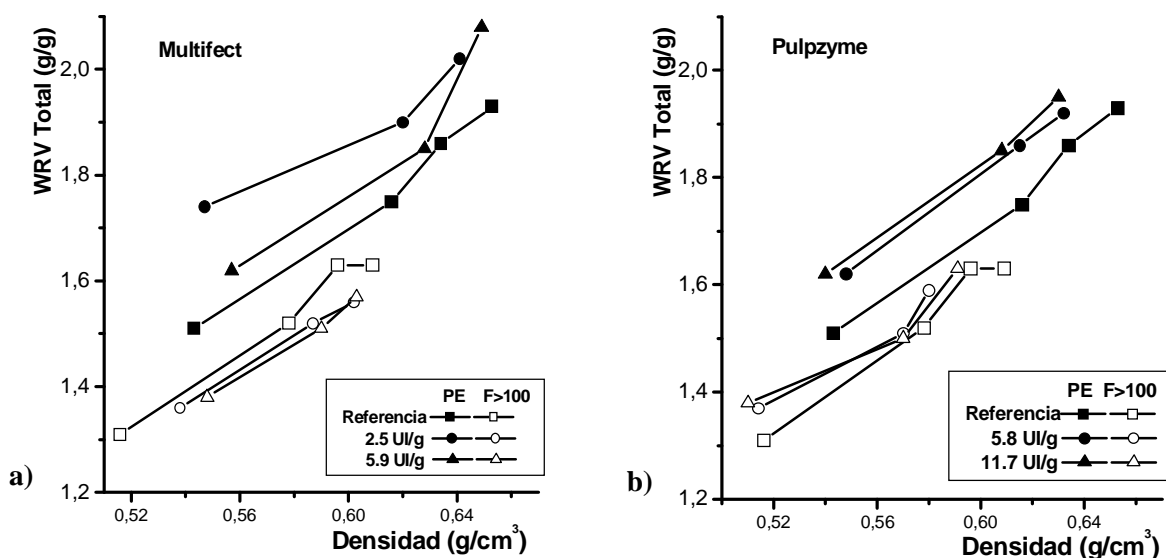 Multifect
WRV Total (g/g)
2,0
1,8
1,6
1,4
1,2
0,52 0,56 0,60 0,64
Densidad (g/cm³)
PE F>100
Referencia
2.5 UI/g
5.9 UI/g
a)
Pulpzyme
WRV Total (g/g)
2,0
1,8
1,6
1,4
1,2
0,52 0,56 0,60 0,64
Densidad (g/cm³)
PE F>100
Referencia
5.8 UI/g
11.7 UI/g
b)